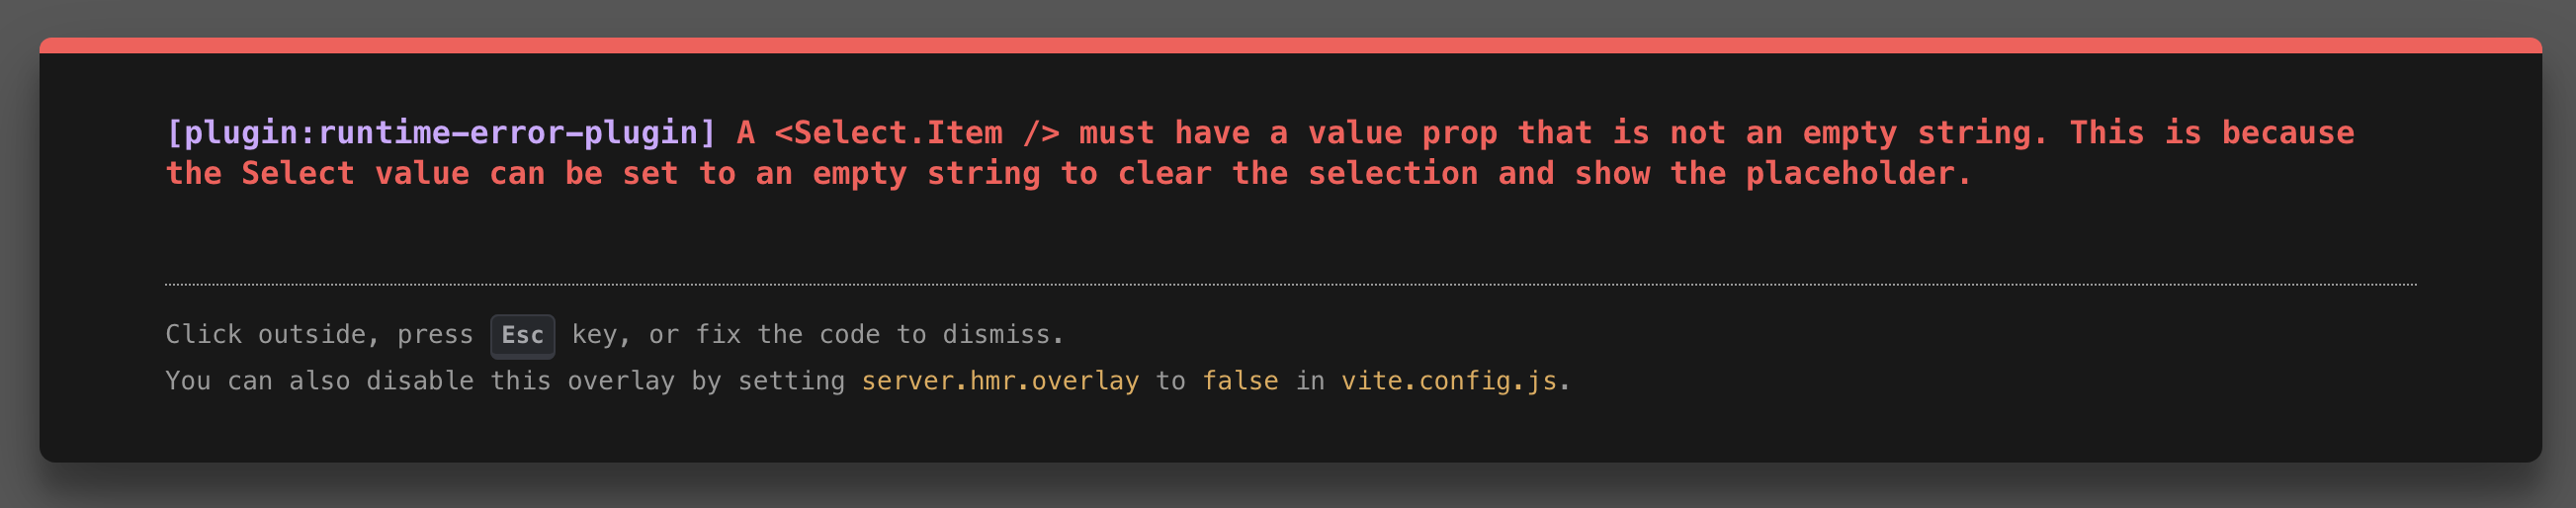 [plugin:runtime-error-plugin] A <Select.Item /> must have a value prop that is not an empty string. This is because
the Select value can be set to an empty string to clear the selection and show the placeholder.
Click outside, press Esc key, or fix the code to dismiss.
You can also disable this overlay by setting server.hmr.overlay to false in vite.config.js.